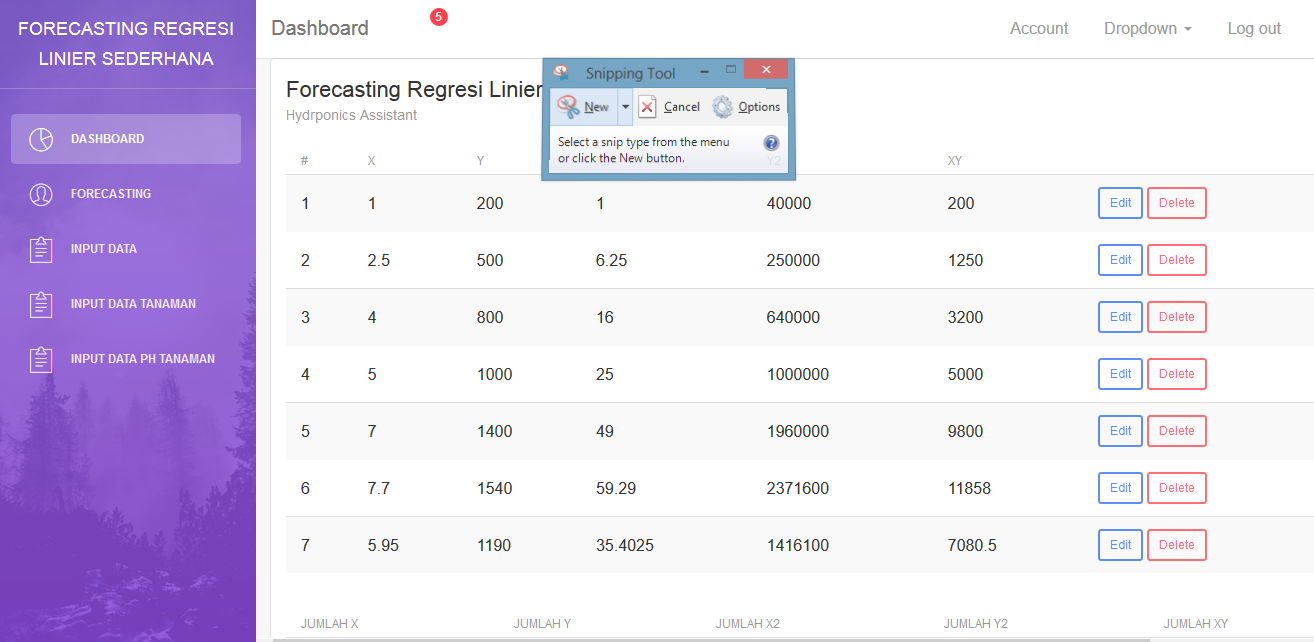 FORECASTING REGRESI
LINIER SEDERHANA
DASHBOARD
FORECASTING
INPUT DATA
INPUT DATA TANAMAN
INPUT DATA PH TANAMAN
Dashboard
5
Account
Dropdown
Log out
Forecasting Regresi Linier
Hydrponics Assistant
Snipping Tool
New
Cancel
Options
Select a snip type from the menu
or click the New button.
# X Y Y2 XY
1 1 200 1 40000 200 Edit Delete
2 2.5 500 6.25 250000 1250 Edit Delete
3 4 800 16 640000 3200 Edit Delete
4 5 1000 25 1000000 5000 Edit Delete
5 7 1400 49 1960000 9800 Edit Delete
6 7.7 1540 59.29 2371600 11858 Edit Delete
7 5.95 1190 35.4025 1416100 7080.5 Edit Delete
JUMLAH X JUMLAH Y JUMLAH X2 JUMLAH Y2 JUMLAH XY